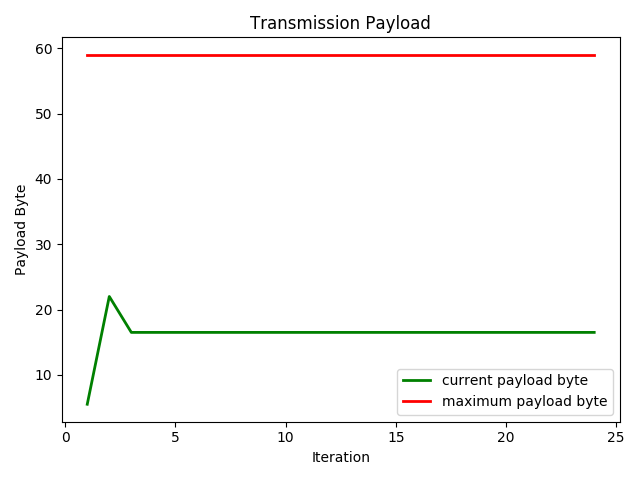 Transmission Payload
60
50
40
30
20
10
Payload Byte
current payload byte
maximum payload byte
0 5 10 15 20 25
Iteration